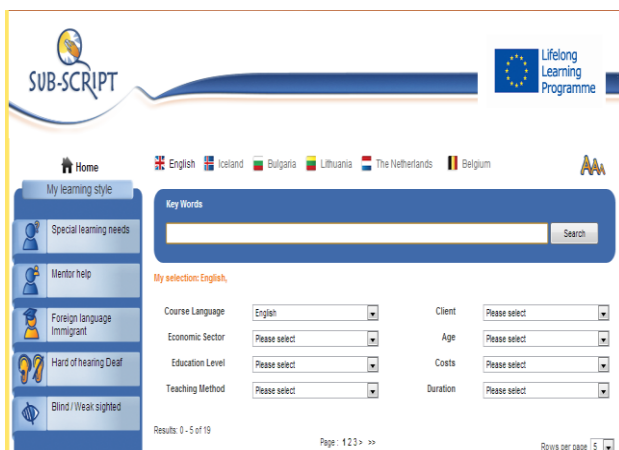 SUB-SCRIPT
Lifelong
Learning
Programme
Home
English Iceland Bulgaria Lithuania The Netherlands Belgium
AAA
My learning style
Special learning needs
Mentor help
Foreign language
Immigrant
Hard of hearing Deaf
Blind / Weak sighted
Key Words
Search
My selection: English,
Course Language English Client Please select
Economic Sector Please select Age Please select
Education Level Please select Costs Please select
Teaching Method Please select Duration Please select
Results: 0 - 5 of 19
Page : 1 2 3 > >>
Rows per page 5